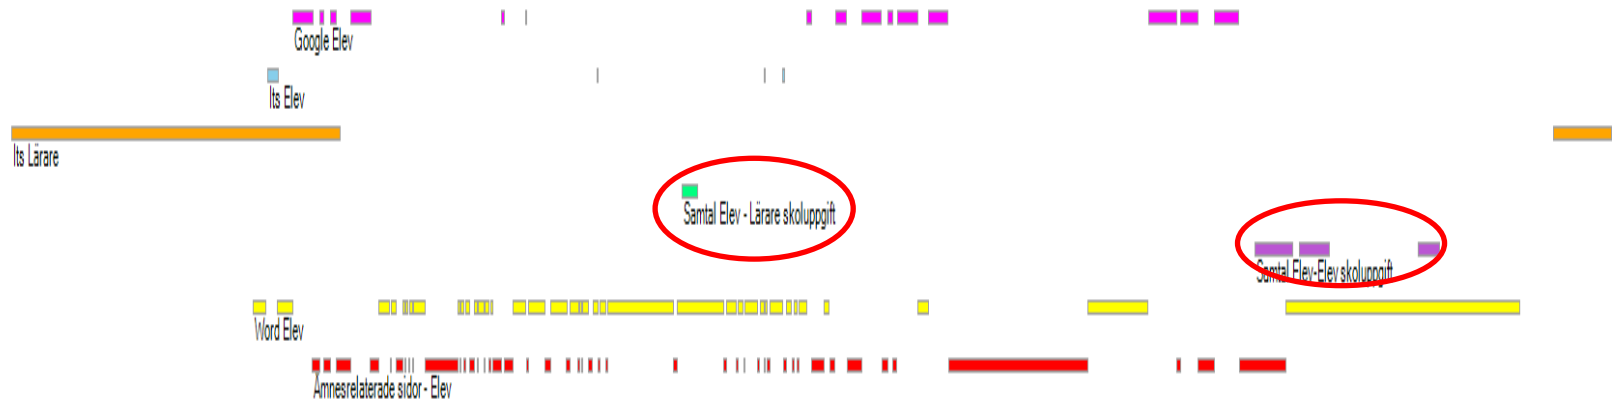 Google Elev
Its Elev
Its Lärare
Samtal Elev - Lärare skoluppgift
Samtal Elev-Elev skoluppgift
Word Elev
Ämnesrelaterade sidor - Elev